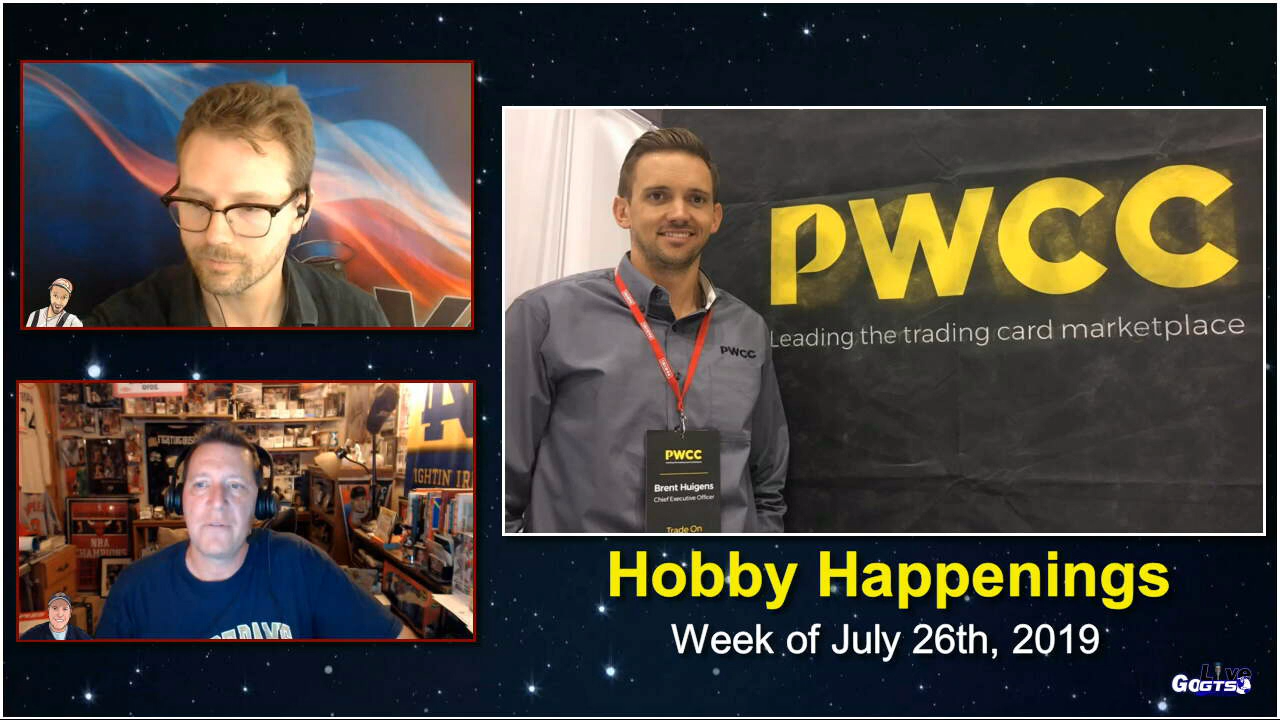 PWCC
Leading the trading card marketplace
PWCC
PWCC
Brent Huigens
Chief Executive Officer
Trade On
NBA
CHAMPIONS
FIGHTIN' IR
Hobby Happenings
Week of July 26th, 2019
Live
GoGTS